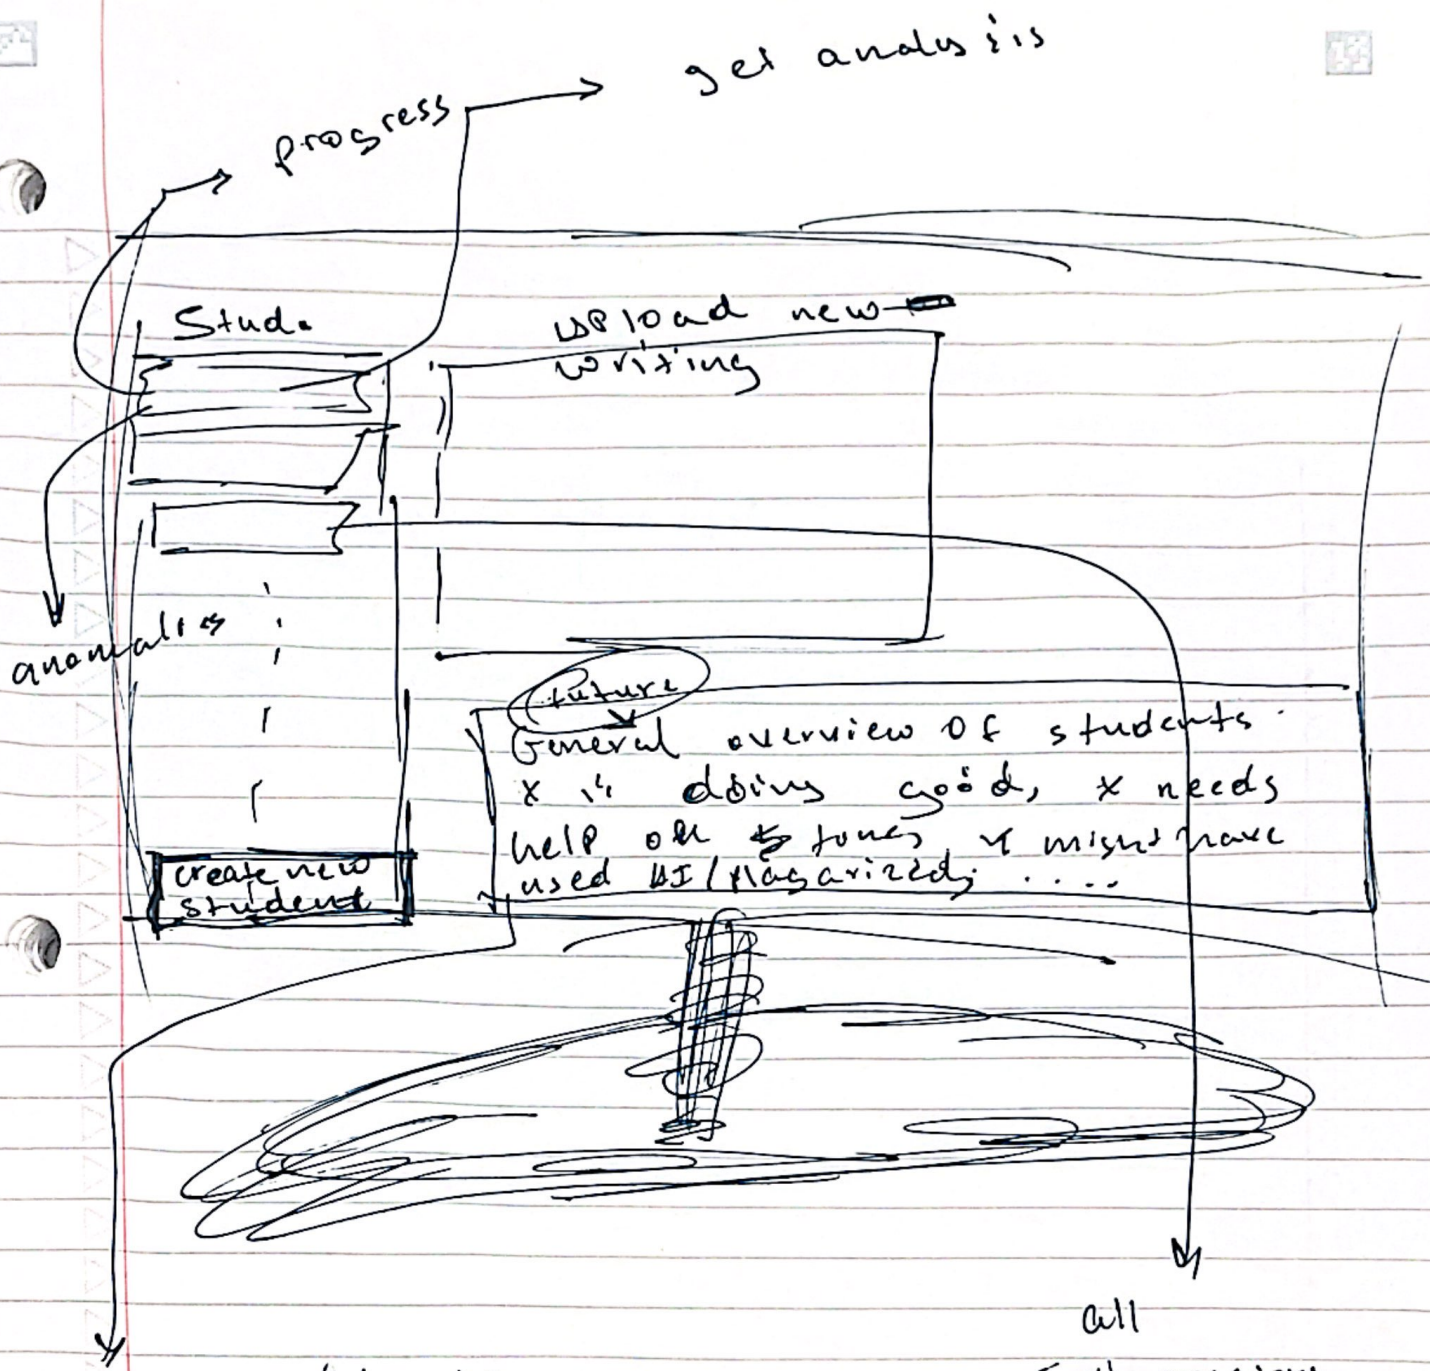 get analysis
progress
Stud.
upload new
writing
anomalies
future
General overview of students.
x is doing good, x needs
help on tone, x might have
used AI/plagarized, ....
create new
student
all